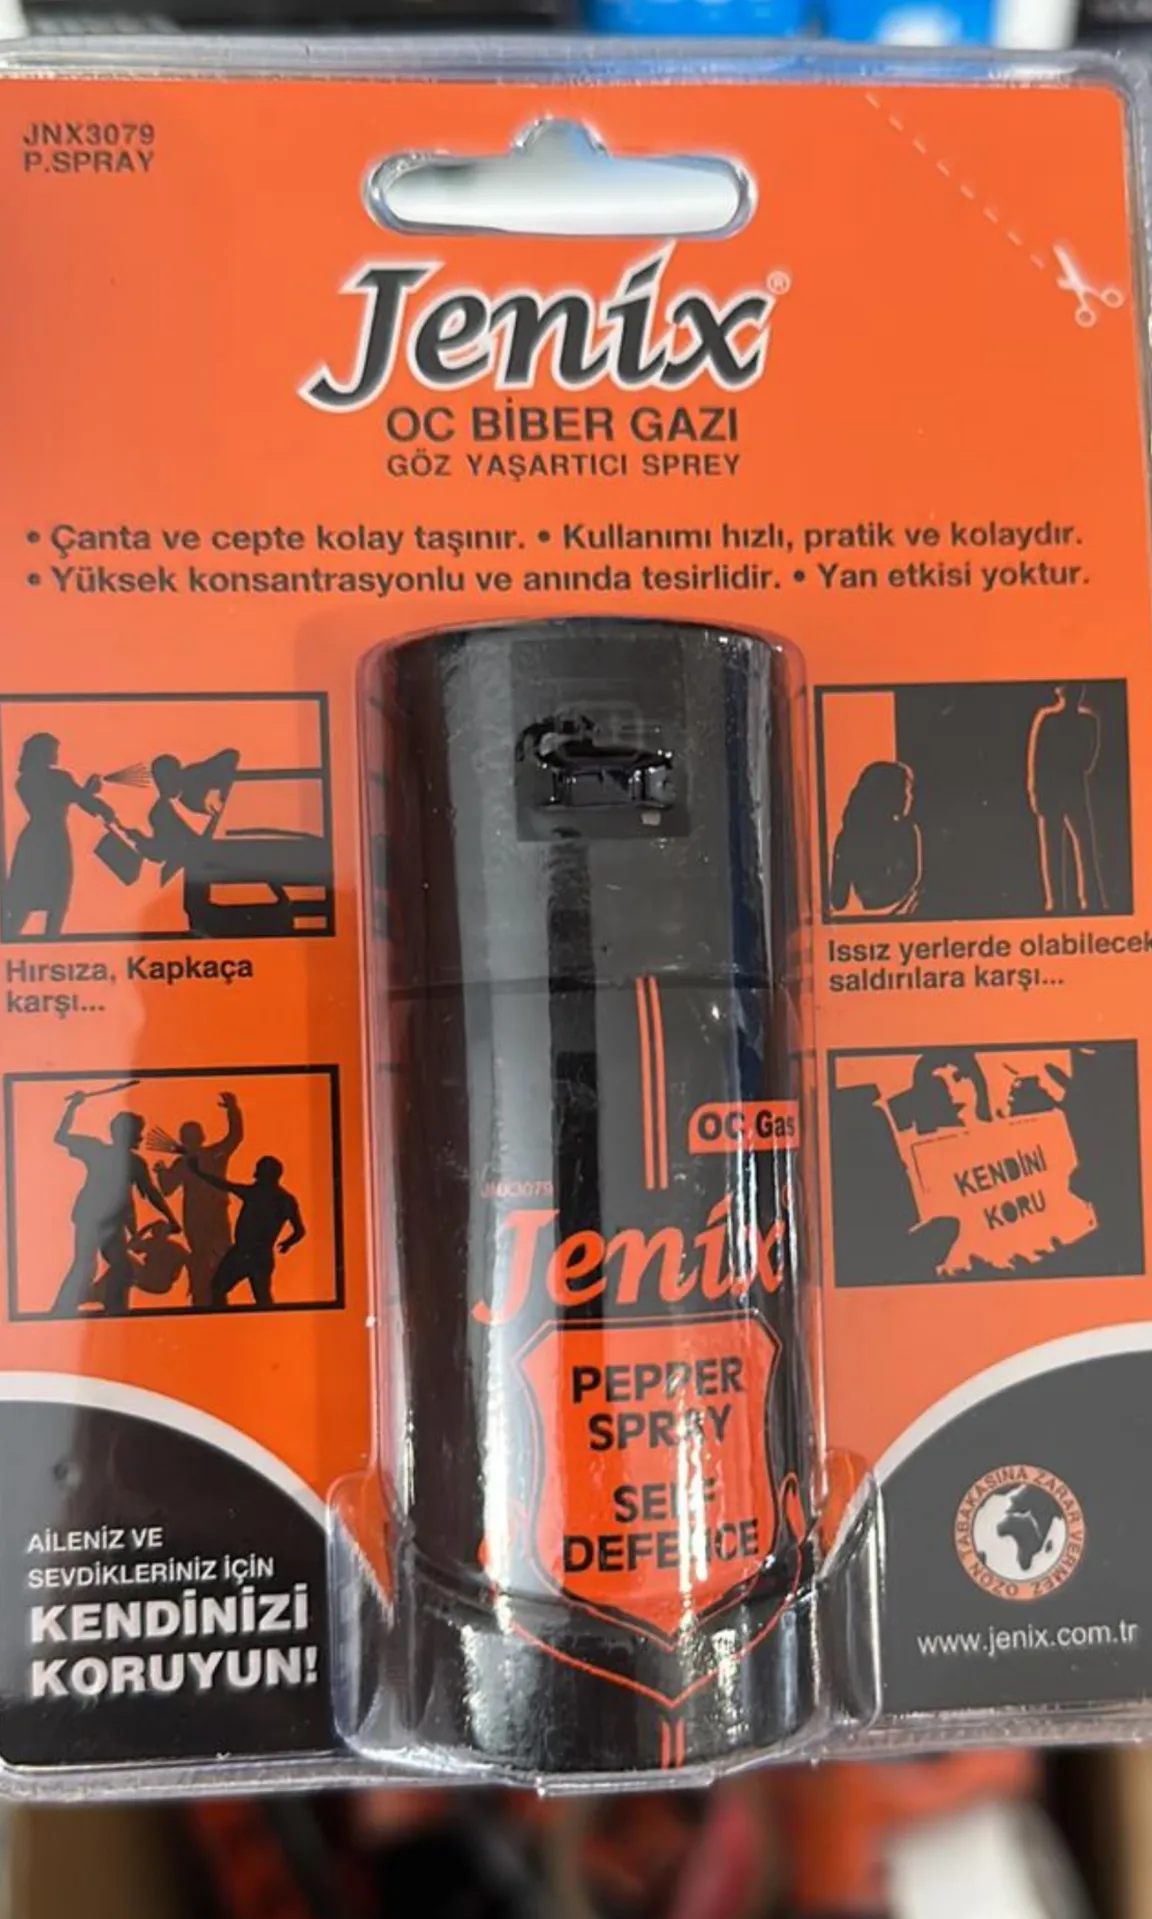 JNX3079
P.SPRAY
Jenix®
OC BİBER GAZI
GÖZ YAŞARTICI SPREY
• Çanta ve cepte kolay taşınır. • Kullanımı hızlı, pratik ve kolaydır.
• Yüksek konsantrasyonlu ve anında tesirlidir. • Yan etkisi yoktur.
Hırsıza, Kapkaça
karşı...
Issız yerlerde olabilecek
saldırılara karşı...
KENDİNİ
KORU
OC Gas
JNX3079
Jenix
PEPPER
SPRAY
SELF
DEFENCE
AİLENİZ VE
SEVDİKLERİNİZ İÇİN
KENDİNİZİ
KORUYUN!
OZON TABAKASINA ZARAR VERMEZ
www.jenix.com.tr